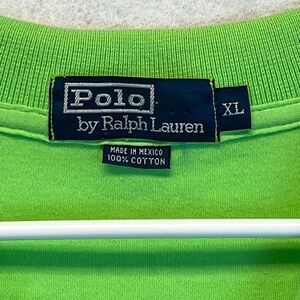 Polo
by Ralph Lauren
XL
MADE IN MEXICO
100% COTTON